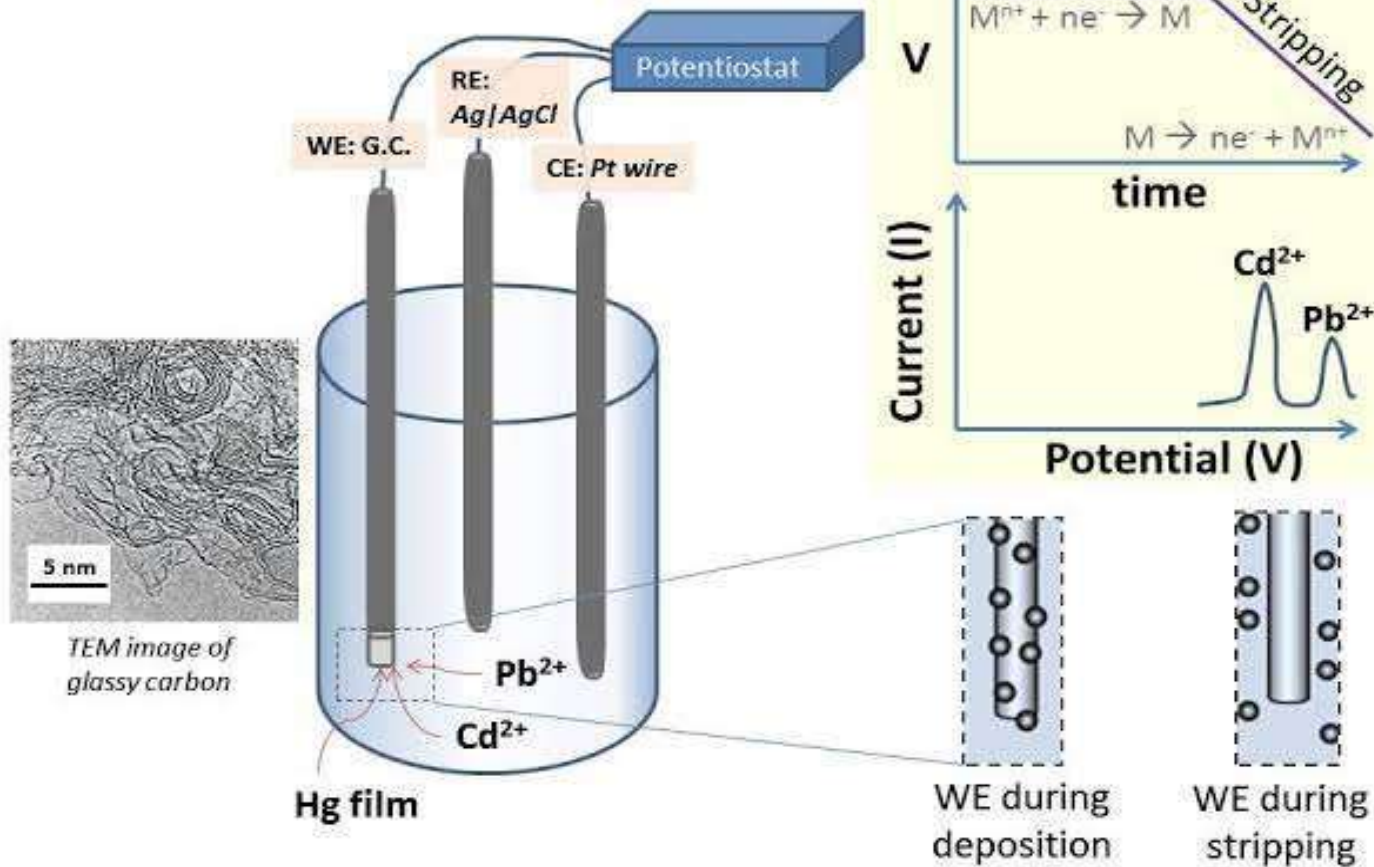 Potentiostat
RE:
Ag/AgCl
WE: G.C.
CE: Pt wire
5 nm
TEM image of
glassy carbon
Pb²⁺
Cd²⁺
Hg film
Mⁿ⁺ + ne⁻ → M
Stripping
V
M → ne⁻ + Mⁿ⁺
time
Current (I)
Cd²⁺
Pb²⁺
Potential (V)
WE during
deposition
WE during
stripping